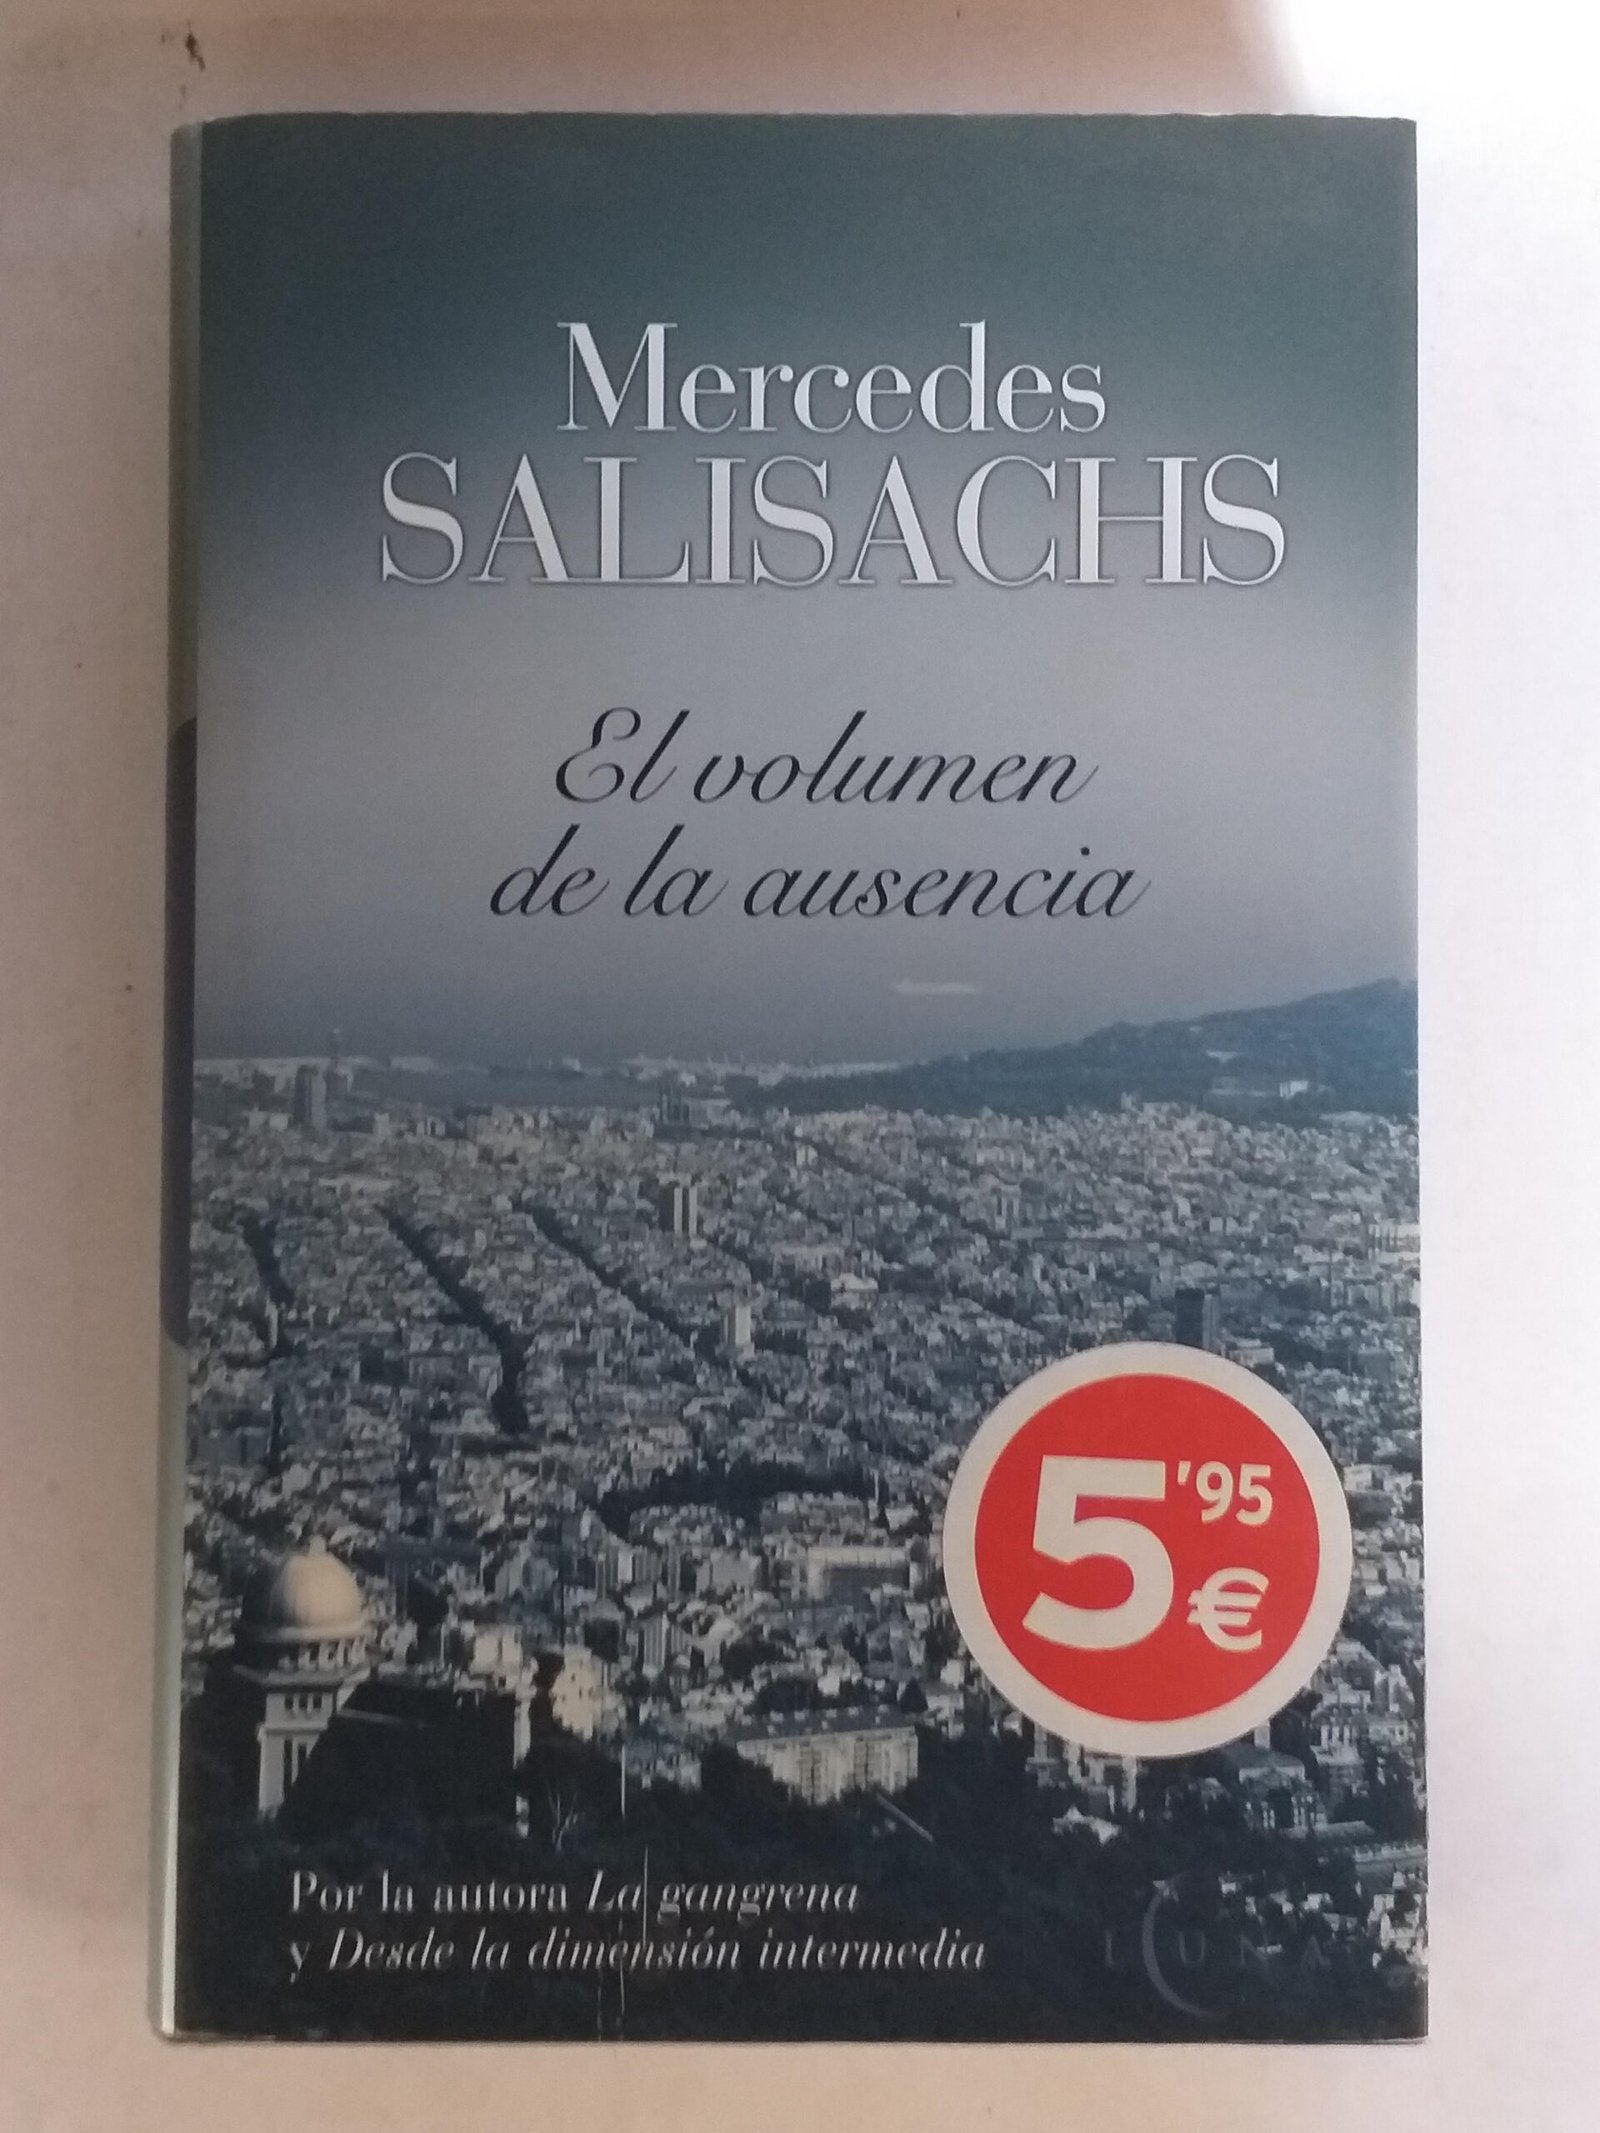 Mercedes
SALISACHS
El volumen
de la ausencia
5'95
€
Por la autora La gangrena
y Desde la dimensión intermedia
LUNA